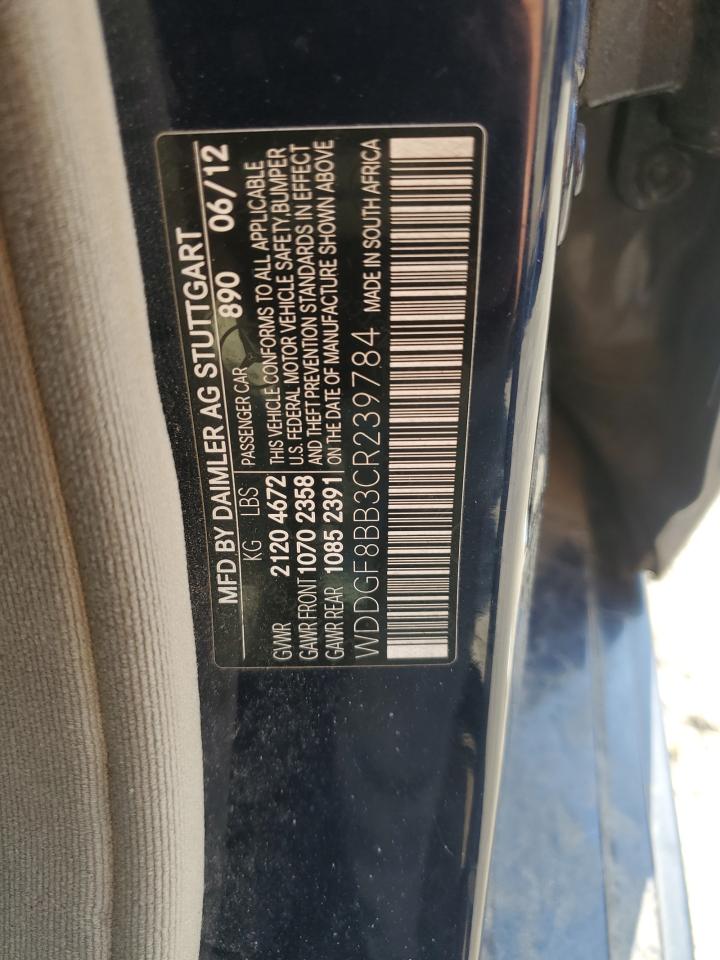 MFD BY DAIMLER AG STUTTGART
890 06/12
KG LBS PASSENGER CAR
GVWR 2120 4672 THIS VEHICLE CONFORMS TO ALL APPLICABLE
GAWR FRONT 1070 2358 U.S. FEDERAL MOTOR VEHICLE SAFETY, BUMPER
GAWR REAR 1085 2391 AND THEFT PREVENTION STANDARDS IN EFFECT
ON THE DATE OF MANUFACTURE SHOWN ABOVE
WDDGF8BB3CR239784 MADE IN SOUTH AFRICA